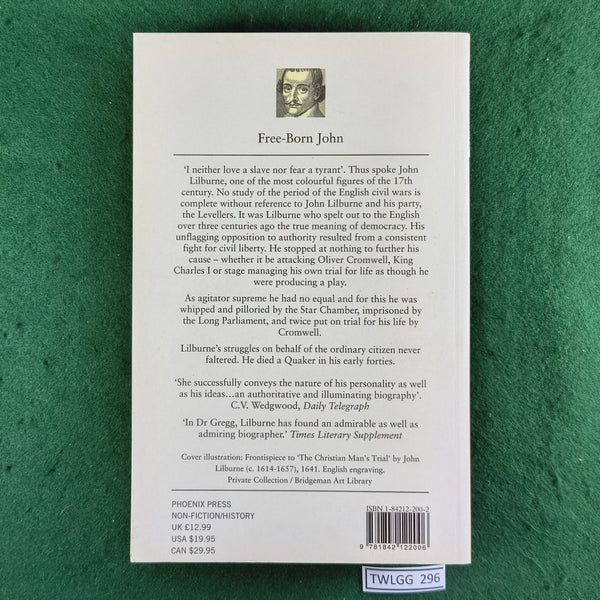 Free-Born John
‘I neither love a slave nor fear a tyrant’. Thus spoke John
Lilburne, one of the most colourful figures of the 17th
century. No study of the period of the English civil wars is
complete without reference to John Lilburne and his party,
the Levellers. It was Lilburne who spelt out to the English
over three centuries ago the true meaning of democracy. His
unflagging opposition to authority resulted from a consistent
fight for civil liberty. He stopped at nothing to further his
cause – whether it be attacking Oliver Cromwell, King
Charles I or stage managing his own trial for life as though he
were producing a play.
As agitator supreme he had no equal and for this he was
whipped and pilloried by the Star Chamber, imprisoned by
the Long Parliament, and twice put on trial for his life by
Cromwell.
Lilburne’s struggles on behalf of the ordinary citizen never
faltered. He died a Quaker in his early forties.
‘She successfully conveys the nature of his personality as well
as his ideas…an authoritative and illuminating biography’.
C.V. Wedgwood, Daily Telegraph
‘In Dr Gregg, Lilburne has found an admirable as well as
admiring biographer.’ Times Literary Supplement
Cover illustration: Frontispiece to ‘The Christian Man’s Trial’ by John
Lilburne (c. 1614-1657), 1641. English engraving.
Private Collection / Bridgeman Art Library
PHOENIX PRESS
NON-FICTION/HISTORY
UK £12.99
USA $19.95
CAN $29.95
ISBN 1-84212-200-2
9 781842 122006
TWLGG 296